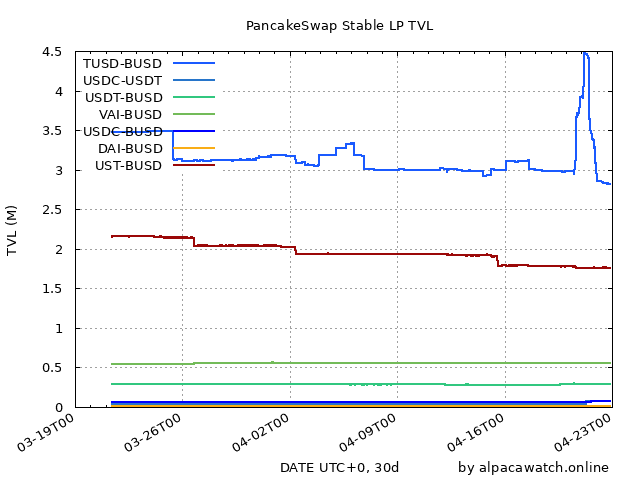 PancakeSwap Stable LP TVL
TVL (M)
4.5
4
3.5
3
2.5
2
1.5
1
0.5
0
TUSD-BUSD
USDC-USDT
USDT-BUSD
VAI-BUSD
USDC-BUSD
DAI-BUSD
UST-BUSD
03-19T00
03-26T00
04-02T00
04-09T00
04-16T00
04-23T00
DATE UTC+0, 30d
by alpacawatch.online